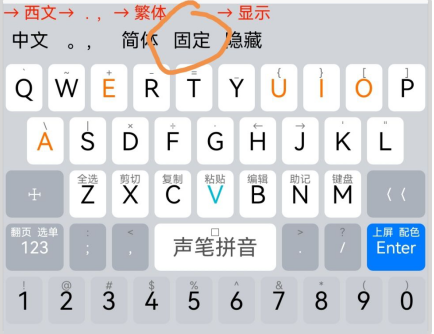 → 西文 → . , → 繁体 → 显示
中文 。, 简体 固定 隐藏
` ~ + - = _ { } [ ]
Q W E R T Y U I O P
\ | × ÷ · ← → ' "
A S D F G H J K L
全选 剪切 复制 粘贴 编辑 助记 键盘
Z X C V B N M 〈〈
翻页 选单 : < □ > ? 上屏 配色
123 ; , 声笔拼音 . / Enter
! @ # $ % ^ & * ( )
1 2 3 4 5 6 7 8 9 0